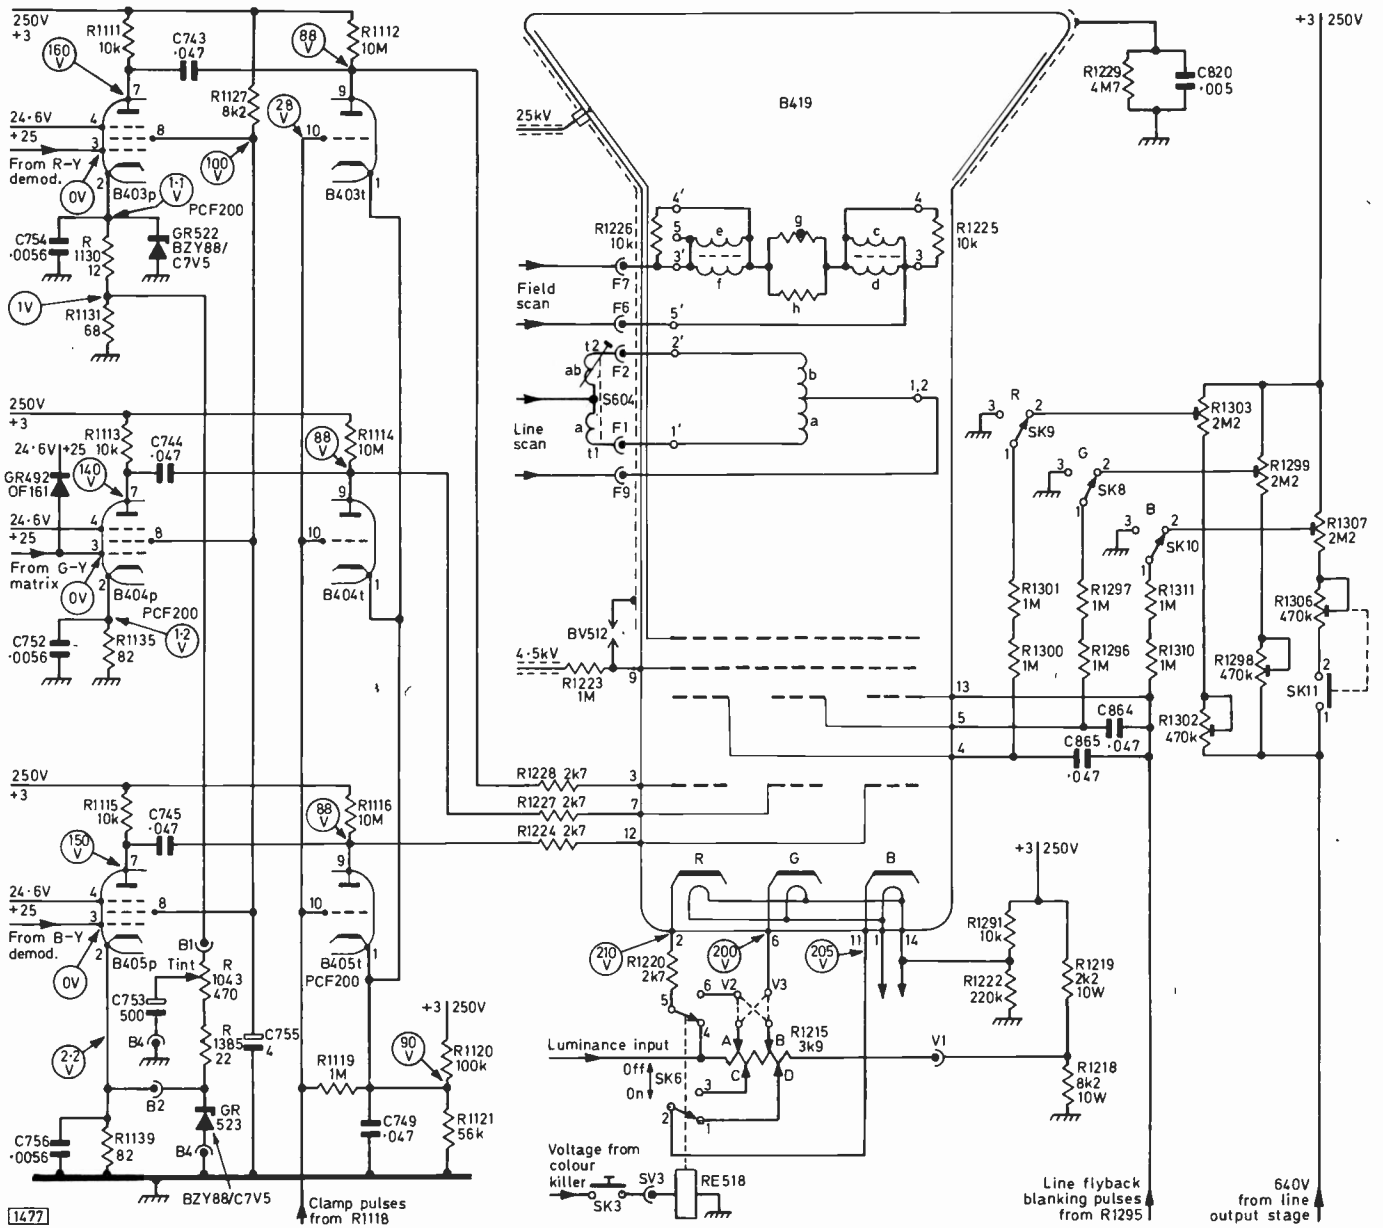 250V
+3
R1111
10k
160
V
C743
.047
88
V
R1112
10M
R1127
8k2
28
V
7
9
24.6V
+25
4
3
8
10
From R-Y
demod.
0V
2
B403p
1.1
V
100
V
B403t
1
PCF200
C754
.0056
R
1130
12
GR522
BZY88/
C7V5
1V
R1131
68
25kV
B419
R1229
4M7
C820
.005
+3
250V
R1226
10k
4'
5
3'
e
f
g
h
c
d
4
3
R1225
10k
F7
Field
scan
F6
5'
t2
F2
2'
ab
S604
b
a
1,2
Line
scan
a
t1
F1
1'
F9
250V
+3
R1113
10k
C744
.047
88
V
R1114
10M
24.6V
+25
GR492
OF161
140
V
7
9
24.6V
+25
4
3
8
10
From G-Y
matrix
0V
2
B404p
B404t
1
PCF200
1.2
V
C752
.0056
R1135
82
3
R
2
SK9
1
3
G
2
SK8
1
3
B
2
SK10
1
R1303
2M2
R1299
2M2
R1307
2M2
R1301
1M
R1297
1M
R1311
1M
R1306
470k
R1300
1M
R1296
1M
R1310
1M
R1298
470k
2
SK11
1
R1302
470k
BV512
4.5kV
R1223
1M
9
13
5
4
C864
.047
C865
.047
250V
+3
R1115
10k
C745
.047
88
V
R1116
10M
150
V
7
9
R1228 2k7
3
R1227 2k7
7
R1224 2k7
12
24.6V
+25
4
3
8
10
From B-Y
demod.
0V
2
B405p
B1
Tint
R
1043
470
B405t
1
PCF200
C753
500
B4
R
1385
22
C755
4
2.2
V
B2
GR
523
B4
C756
.0056
R1139
82
BZY88/C7V5
R1119
1M
90
V
+3
250V
R1120
100k
C749
.047
R1121
56k
Clamp pulses
from R1118
R
G
B
210
V
2
200
V
6
205
V
11
1
14
R1220
2k7
5
6
V2
V3
4
A
B
C
D
R1215
3k9
Luminance input
Off
On
SK6
3
2
1
V1
+3
250V
R1291
10k
R1222
220k
R1219
2k2
10W
R1218
8k2
10W
Voltage from
colour
killer
SK3
SV3
RE518
Line flyback
blanking pulses
from R1295
640V
from line
output stage
1477